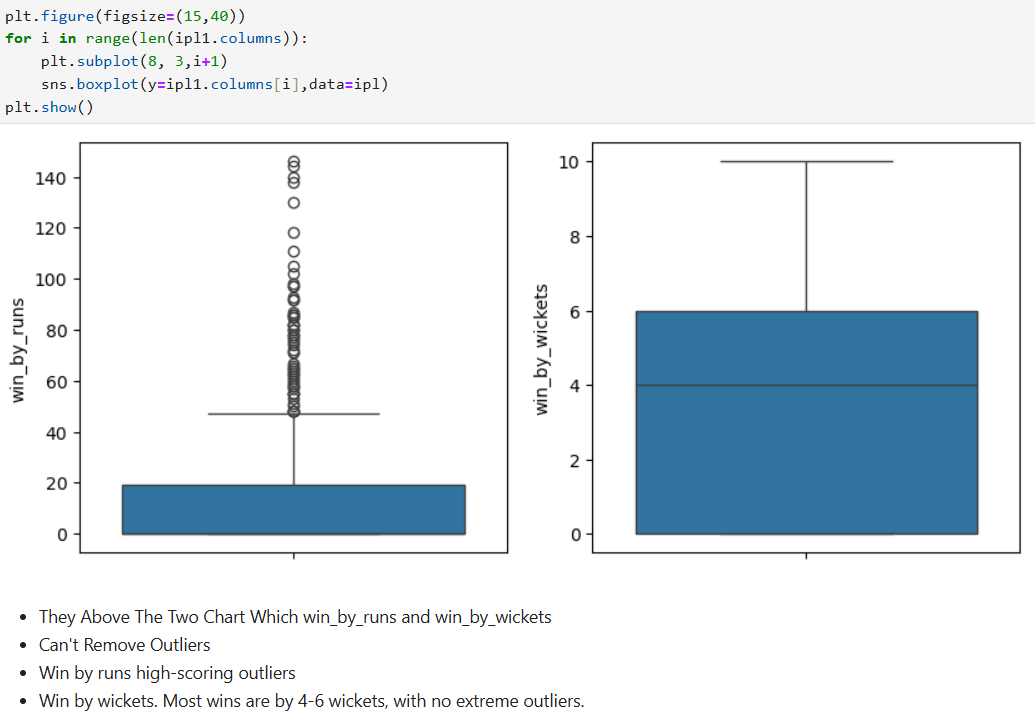 plt.figure(figsize=(15,40))
for i in range(len(ipl1.columns)):
    plt.subplot(8, 3,i+1)
    sns.boxplot(y=ipl1.columns[i],data=ipl)
plt.show()
140
120
100
80
60
40
20
0
win_by_runs
10
8
6
4
2
0
win_by_wickets
• They Above The Two Chart Which win_by_runs and win_by_wickets
• Can't Remove Outliers
• Win by runs high-scoring outliers
• Win by wickets. Most wins are by 4-6 wickets, with no extreme outliers.